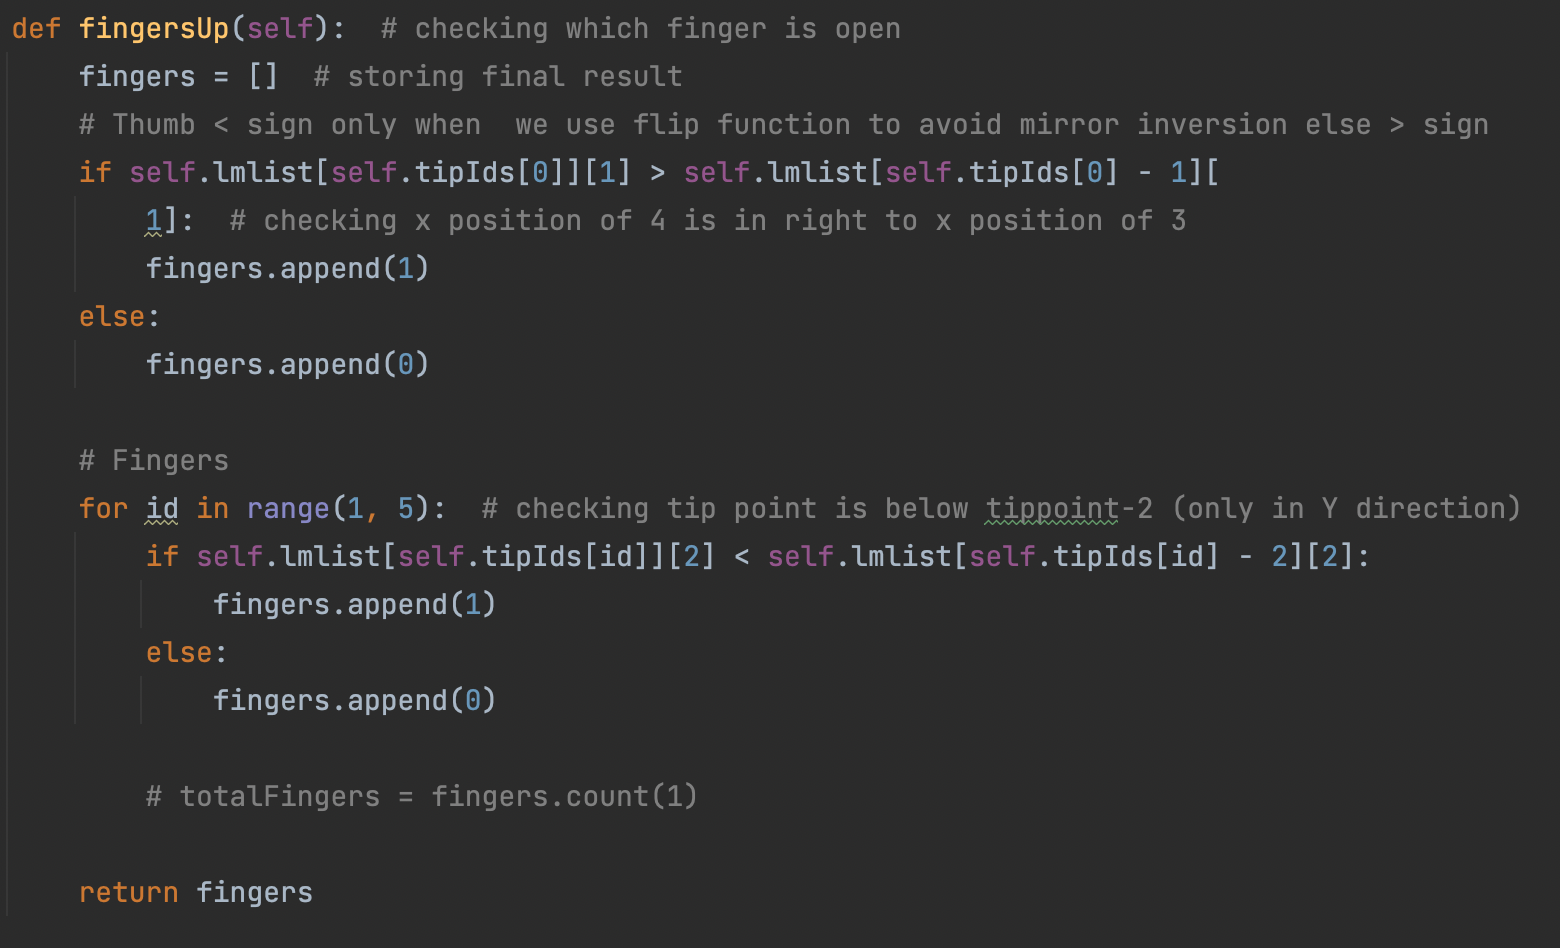 def fingersUp(self):  # checking which finger is open
    fingers = []  # storing final result
    # Thumb < sign only when  we use flip function to avoid mirror inversion else > sign
    if self.lmlist[self.tipIds[0]][1] > self.lmlist[self.tipIds[0] - 1][
        1]:  # checking x position of 4 is in right to x position of 3
        fingers.append(1)
    else:
        fingers.append(0)

    # Fingers
    for id in range(1, 5):  # checking tip point is below tippoint-2 (only in Y direction)
        if self.lmlist[self.tipIds[id]][2] < self.lmlist[self.tipIds[id] - 2][2]:
            fingers.append(1)
        else:
            fingers.append(0)

        # totalFingers = fingers.count(1)

    return fingers